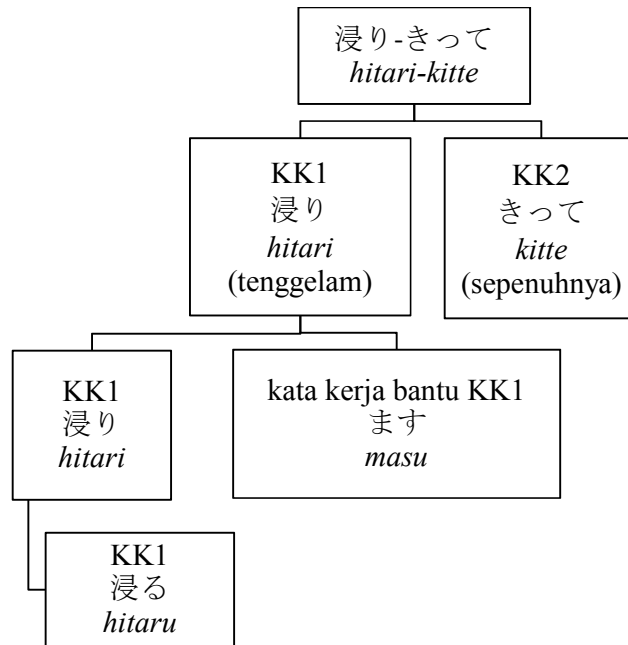 浸り-きって
hitari-kitte
KK1
浸り
hitari
(tenggelam)
KK2
きって
kitte
(sepenuhnya)
KK1
浸り
hitari
kata kerja bantu KK1
ます
masu
KK1
浸る
hitaru